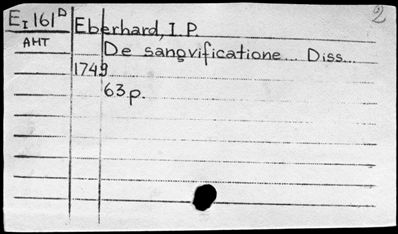 E I 161 D Eberhard, I. P. 2
AHT
De sangvificatione... Diss...
1749
63 p.